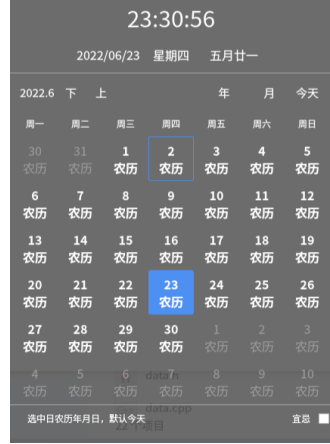 23:30:56
2022/06/23 星期四 五月廿一
2022.6 下 上 年 月 今天
周一 周二 周三 周四 周五 周六 周日
30 31 1 2 3 4 5
农历 农历 农历 农历 农历 农历 农历
6 7 8 9 10 11 12
农历 农历 农历 农历 农历 农历 农历
13 14 15 16 17 18 19
农历 农历 农历 农历 农历 农历 农历
20 21 22 23 24 25 26
农历 农历 农历 农历 农历 农历 农历
27 28 29 30 1 2 3
农历 农历 农历 农历 农历 农历 农历
4 5 6 7 8 9 10
data.h
农历 农历 农历 农历 农历 农历 农历
data.cpp
选中日农历年月日，默认今天 宜忌
22 个项目